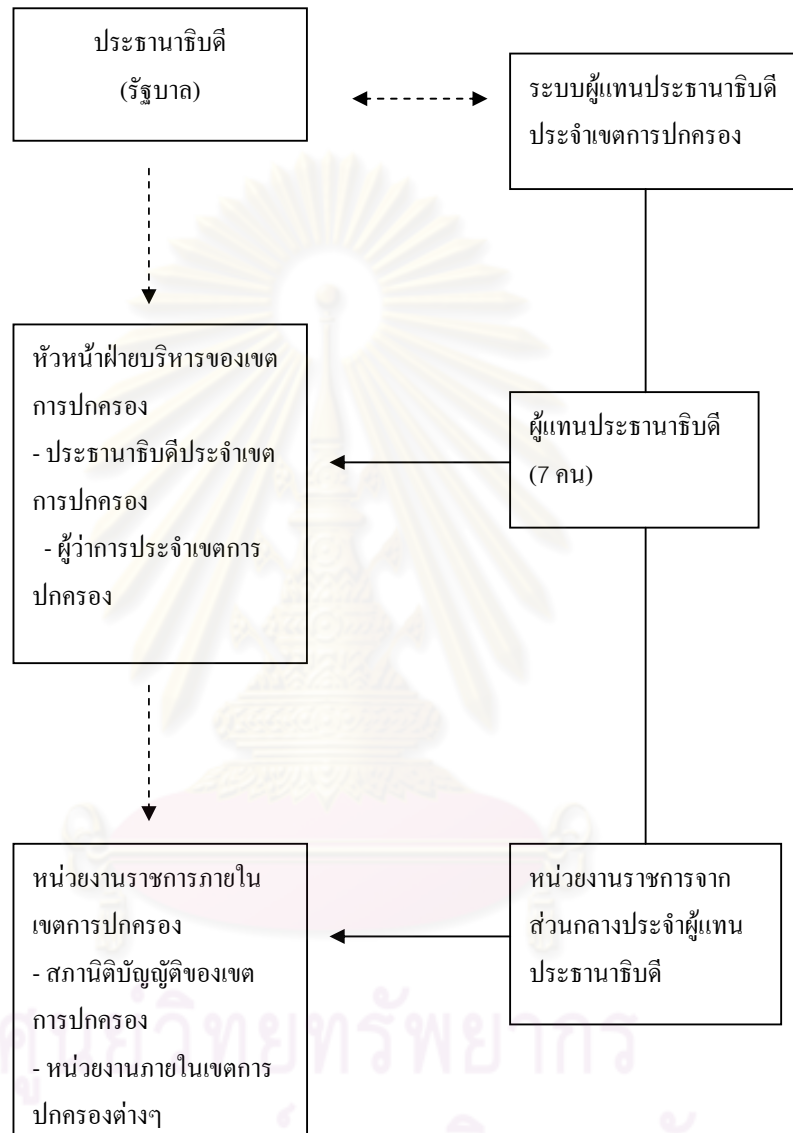 ประธานาธิบดี
(รัฐบาล)
ระบบผู้แทนประธานาธิบดี
ประจำเขตการปกครอง
หัวหน้าฝ่ายบริหารของเขต
การปกครอง
- ประธานาธิบดีประจำเขต
การปกครอง
- ผู้ว่าการประจำเขตการ
ปกครอง
ผู้แทนประธานาธิบดี
(7 คน)
หน่วยงานราชการภายใน
เขตการปกครอง
- สภานิติบัญญัติของเขต
การปกครอง
- หน่วยงานภายในเขตการ
ปกครองต่างๆ
หน่วยงานราชการจาก
ส่วนกลางประจำผู้แทน
ประธานาธิบดี
ศูนย์วิทยทรัพยากร